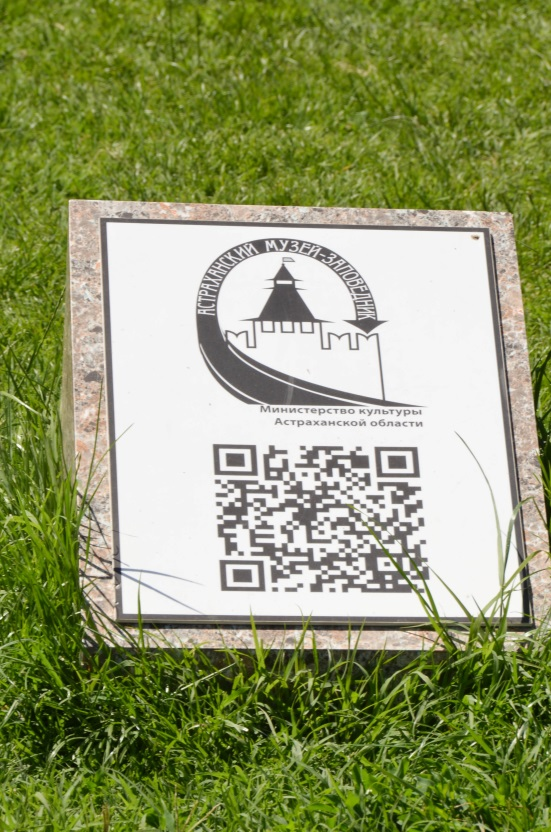 АСТРАХАНСКИЙ МУЗЕЙ-ЗАПОВЕДНИК
Министерство культуры
Астраханской области